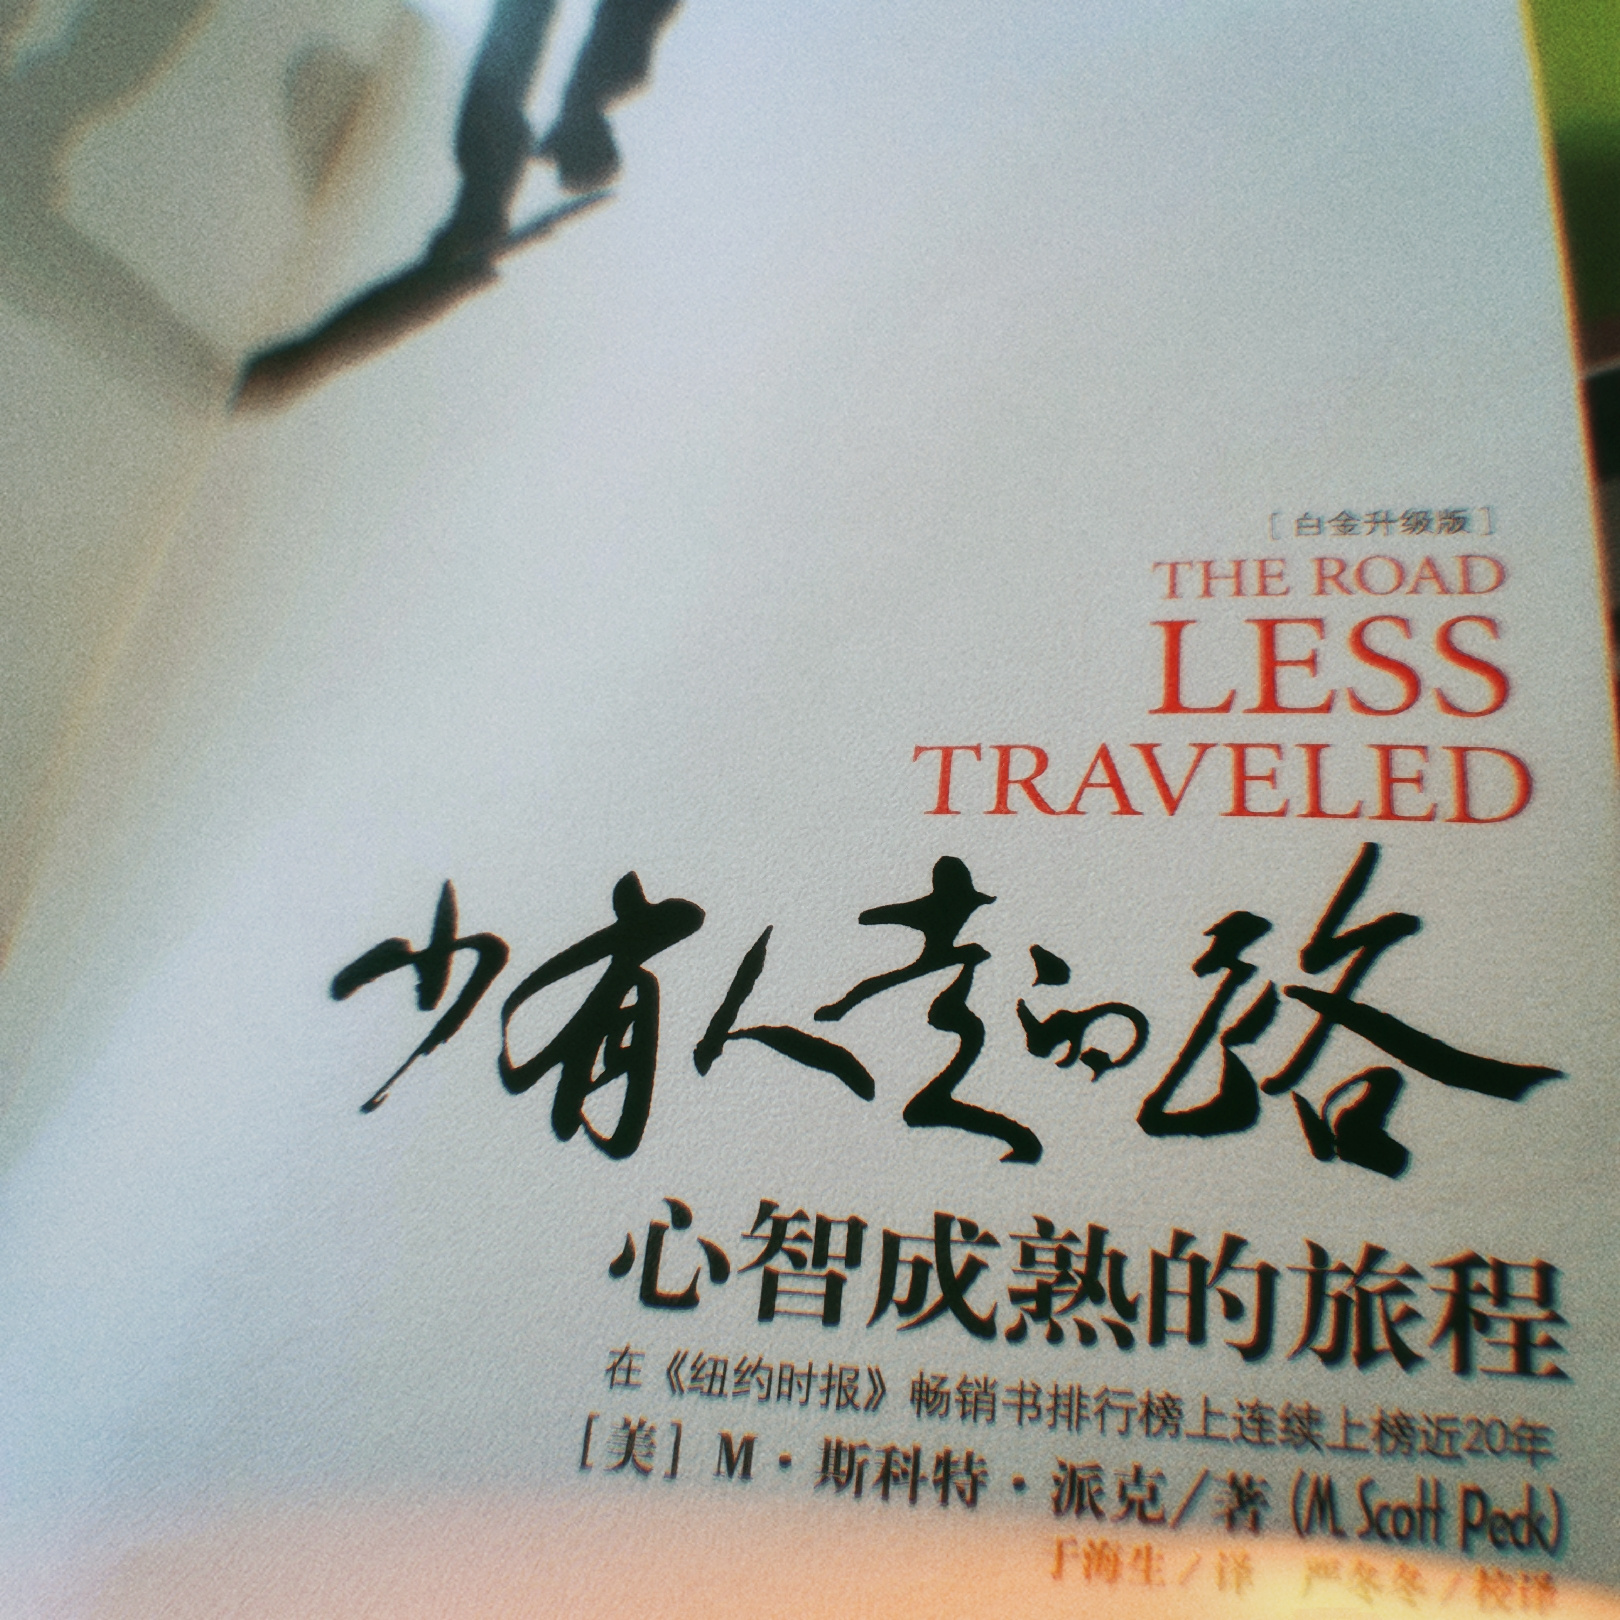 [白金升级版]
THE ROAD
LESS
TRAVELED
少有人走的路
心智成熟的旅程
在《纽约时报》畅销书排行榜上连续上榜近20年
[美] M·斯科特·派克/著 (M. Scott Peck)
于海生/译 严冬冬/校译